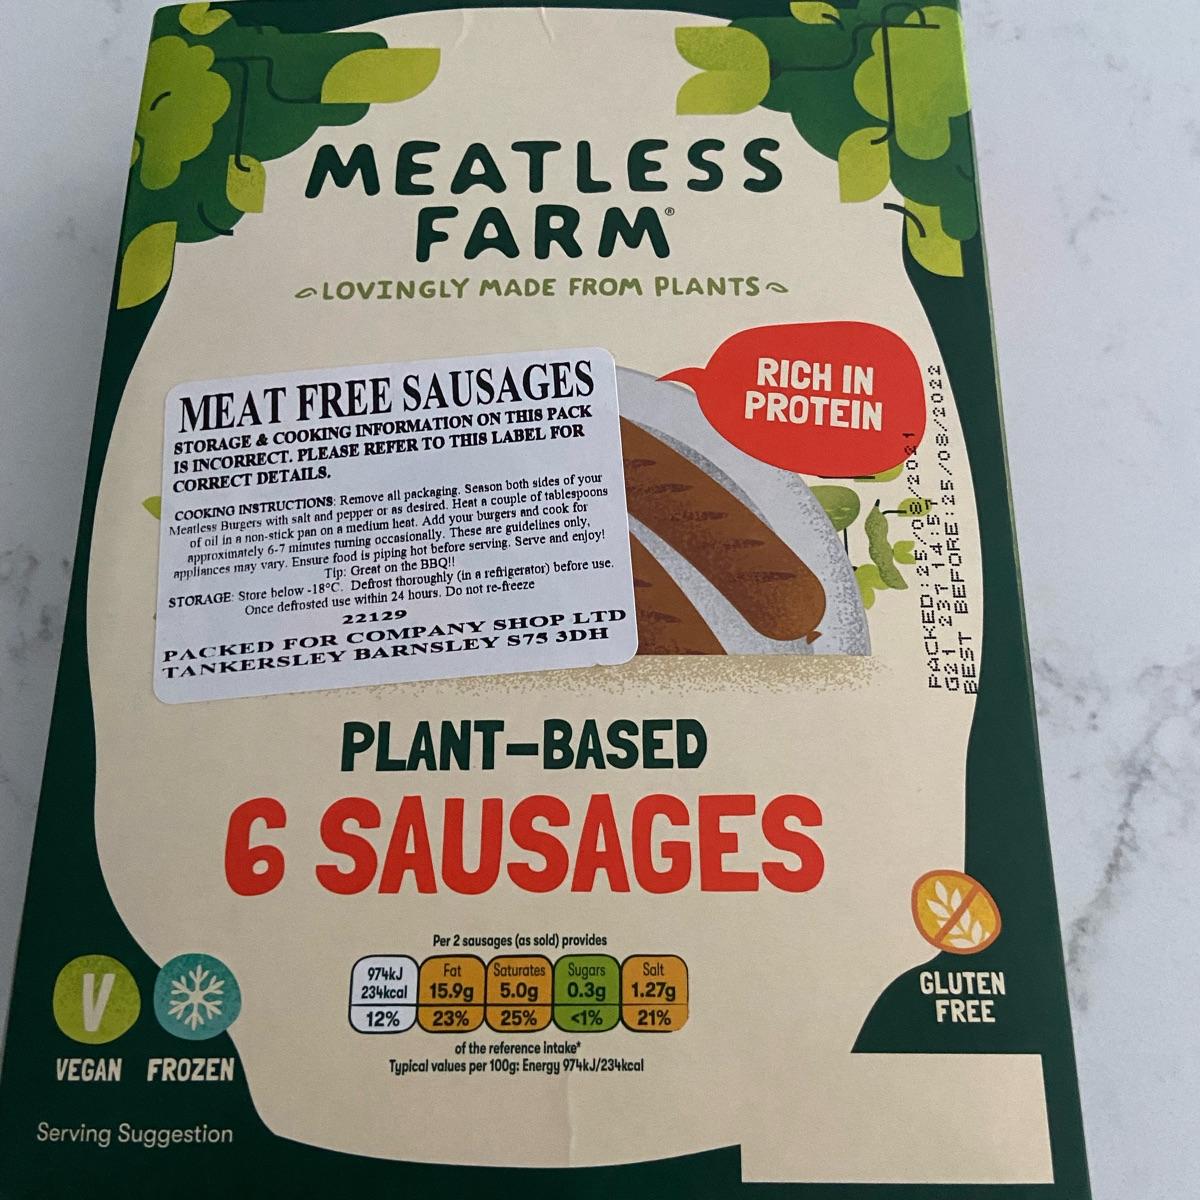 MEATLESS
FARM®
LOVINGLY MADE FROM PLANTS
RICH IN
PROTEIN
MEAT FREE SAUSAGES
STORAGE & COOKING INFORMATION ON THIS PACK
IS INCORRECT. PLEASE REFER TO THIS LABEL FOR
CORRECT DETAILS.
COOKING INSTRUCTIONS: Remove all packaging. Season both sides of your
Meatless Burgers with salt and pepper or as desired. Heat a couple of tablespoons
of oil in a non-stick pan on a medium heat. Add your burgers and cook for
approximately 6-7 minutes turning occasionally. These are guidelines only,
appliances may vary. Ensure food is piping hot before serving. Serve and enjoy!
Tip: Great on the BBQ!!
STORAGE: Store below -18°C. Defrost thoroughly (in a refrigerator) before use.
Once defrosted use within 24 hours. Do not re-freeze
22129
PACKED FOR COMPANY SHOP LTD
TANKERSLEY BARNSLEY S75 3DH
PACKED:25/08/2021
G21 237 14:51
BEST BEFORE:25/08/2022
PLANT-BASED
6 SAUSAGES
Per 2 sausages (as sold) provides
974kJ 234kcal 12%
Fat 15.9g 23%
Saturates 5.0g 25%
Sugars 0.3g <1%
Salt 1.27g 21%
of the reference intake*
Typical values per 100g: Energy 974kJ/234kcal
V
VEGAN
FROZEN
GLUTEN
FREE
Serving Suggestion